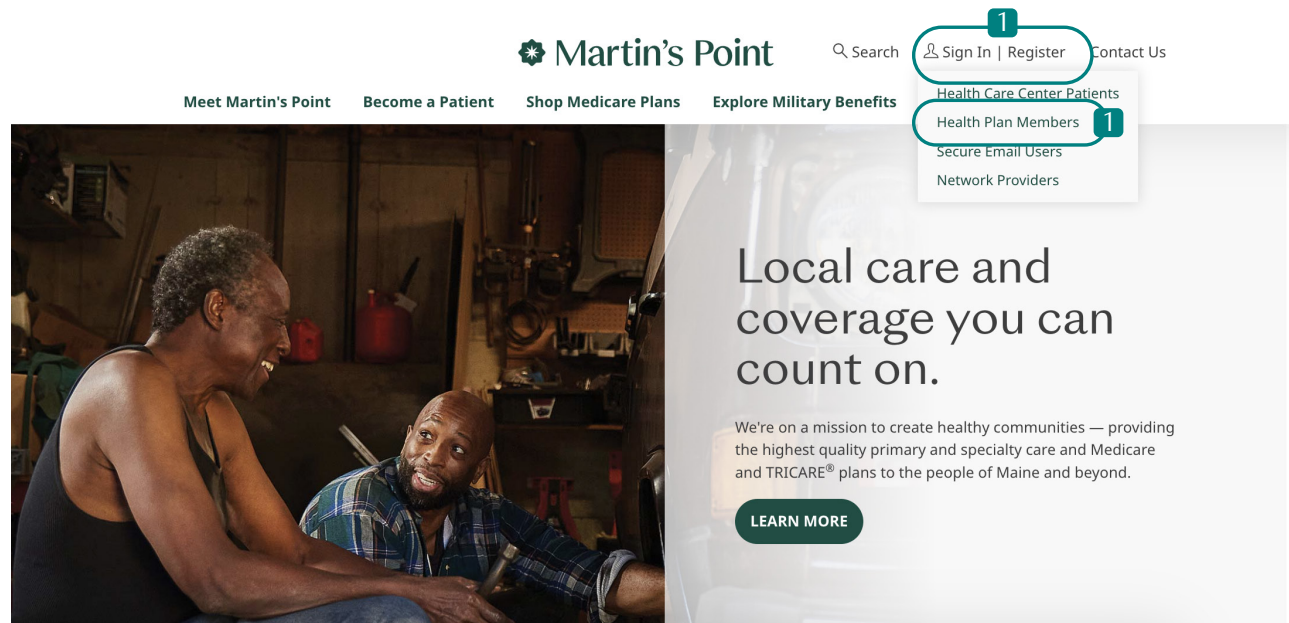 1
Martin's Point
Search
Sign In | Register
Contact Us
Meet Martin's Point
Become a Patient
Shop Medicare Plans
Explore Military Benefits
Health Care Center Patients
Health Plan Members
1
Secure Email Users
Network Providers
Local care and
coverage you can
count on.
We're on a mission to create healthy communities — providing
the highest quality primary and specialty care and Medicare
and TRICARE® plans to the people of Maine and beyond.
LEARN MORE